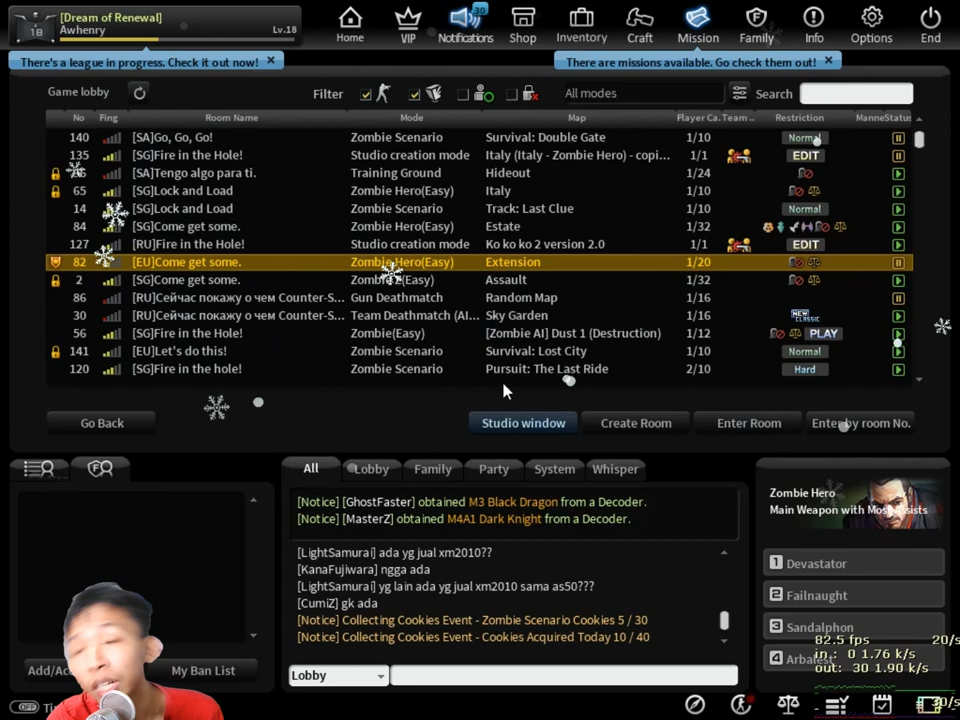 [Dream of Renewal]
Awhenry
Lv.18
18
Home
VIP
30
Notifications
Shop
Inventory
Craft
Mission
Family
Info
Options
End
There's a league in progress. Check it out now!
There are missions available. Go check them out!
Game lobby
Filter
All modes
Search
No Ping Room Name Mode Map Player Ca. Team .. Restriction Manne Status
140 [SA]Go, Go, Go! Zombie Scenario Survival: Double Gate 1/10 Normal
135 [SG]Fire in the Hole! Studio creation mode Italy (Italy - Zombie Hero) - copi... 1/1 EDIT
[SA]Tengo algo para ti. Training Ground Hideout 1/24
65 [SG]Lock and Load Zombie Hero(Easy) Italy 1/10
14 [SG]Lock and Load Zombie Scenario Track: Last Clue 1/10 Normal
84 [SG]Come get some. Zombie Hero(Easy) Estate 1/32
127 [RU]Fire in the Hole! Studio creation mode Ko ko ko 2 version 2.0 1/1 EDIT
82 [EU]Come get some. Zombie Hero(Easy) Extension 1/20
2 [SG]Come get some. Assault 1/32
86 [RU]Сейчас покажу о чем Counter-S... Gun Deathmatch Random Map 1/16
30 [RU]Сейчас покажу о чем Counter-S... Team Deathmatch (AI,... Sky Garden 1/16 NEW CLASSIC
56 [SG]Fire in the Hole! Zombie(Easy) [Zombie AI] Dust 1 (Destruction) 1/12 PLAY
141 [EU]Let's do this! Zombie Scenario Survival: Lost City 1/10 Normal
120 [SG]Fire in the hole! Zombie Scenario Pursuit: The Last Ride 2/10 Hard
Go Back
Studio window
Create Room
Enter Room
Enter by room No.
All
Lobby
Family
Party
System
Whisper
[Notice] [GhostFaster] obtained M3 Black Dragon from a Decoder.
[Notice] [MasterZ] obtained M4A1 Dark Knight from a Decoder.
[LightSamurai] ada yg jual xm2010??
[KanaFujiwara] ngga ada
[LightSamurai] yg lain ada yg jual xm2010 sama as50???
[CumiZ] gk ada
[Notice] Collecting Cookies Event - Zombie Scenario Cookies 5 / 30
[Notice] Collecting Cookies Event - Cookies Acquired Today 10 / 40
Lobby
My Ban List
OFF
Zombie Hero
Main Weapon with Most Assists
1 Devastator
2 Failnaught
3 Sandalphon
4 Arbalest
82.5 fps 20/s
in : 0 1.76 k/s
out: 30 1.90 k/s
30/s